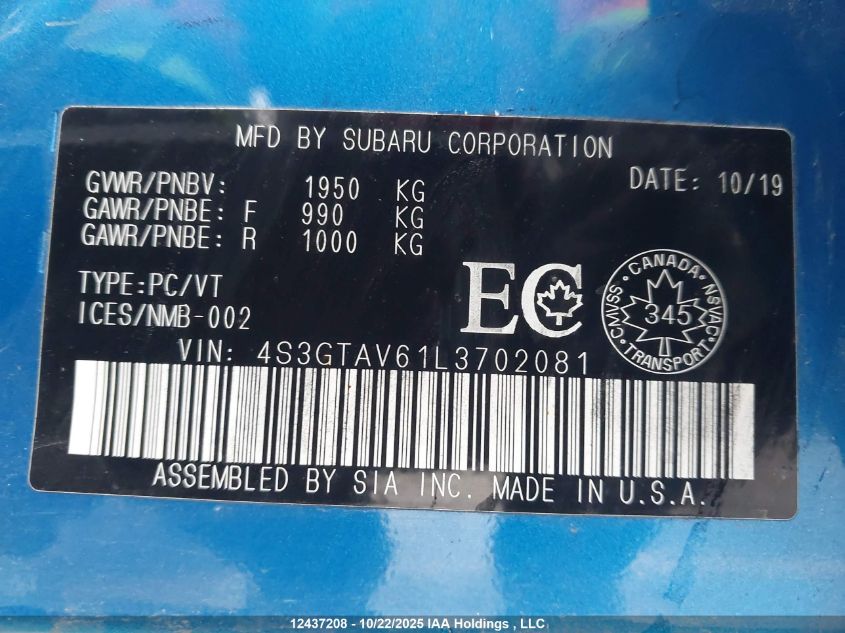 MFD BY SUBARU CORPORATION
GVWR/PNBV: 1950 KG DATE: 10/19
GAWR/PNBE: F 990 KG
GAWR/PNBE: R 1000 KG
TYPE:PC/VT
ICES/NMB-002
EC
CANADA
CMVSS/NSVAC
345
TRANSPORT
VIN: 4S3GTAV61L3702081
ASSEMBLED BY SIA INC. MADE IN U.S.A.
12437208 - 10/22/2025 IAA Holdings , LLC